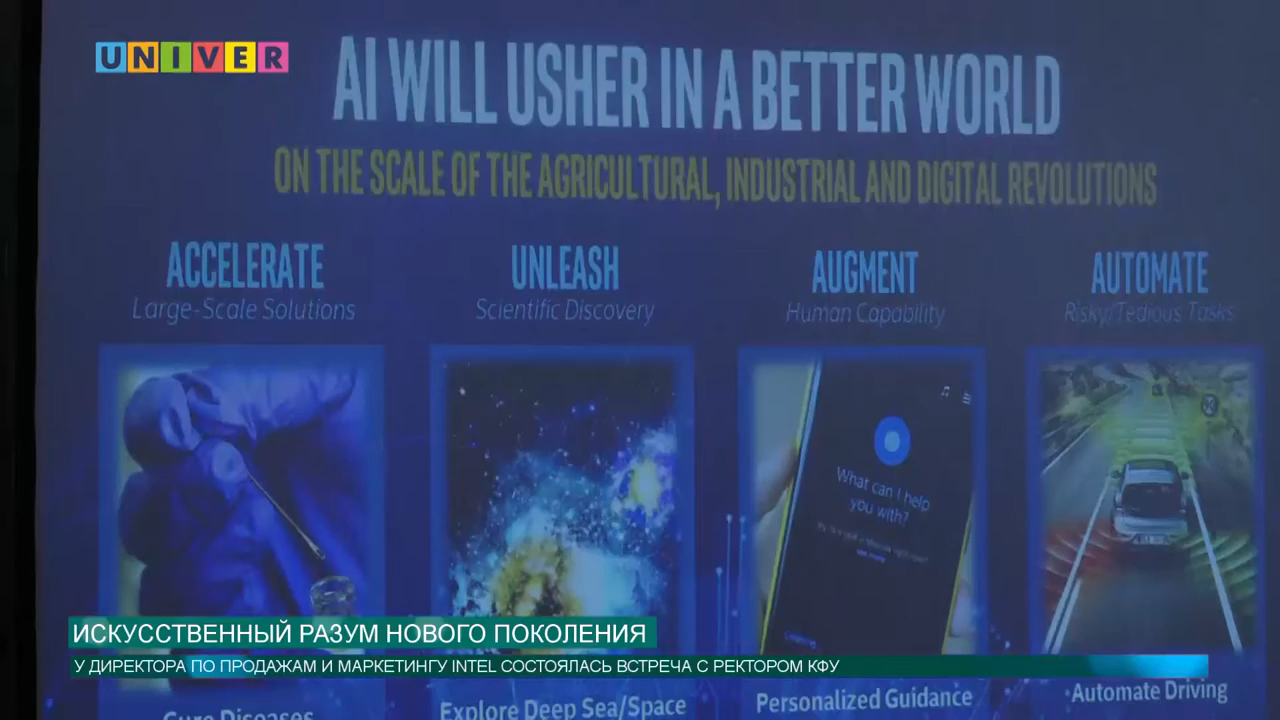 UNIVER
AI WILL USHER IN A BETTER WORLD
ON THE SCALE OF THE AGRICULTURAL, INDUSTRIAL AND DIGITAL REVOLUTIONS
ACCELERATE
Large-Scale Solutions
UNLEASH
Scientific Discovery
AUGMENT
Human Capability
AUTOMATE
Risky/Tedious Tasks
What can I help
you with?
ИСКУССТВЕННЫЙ РАЗУМ НОВОГО ПОКОЛЕНИЯ
У ДИРЕКТОРА ПО ПРОДАЖАМ И МАРКЕТИНГУ INTEL СОСТОЯЛАСЬ ВСТРЕЧА С РЕКТОРОМ КФУ
Cure Diseases
Explore Deep Sea/Space
Personalized Guidance
Automate Driving